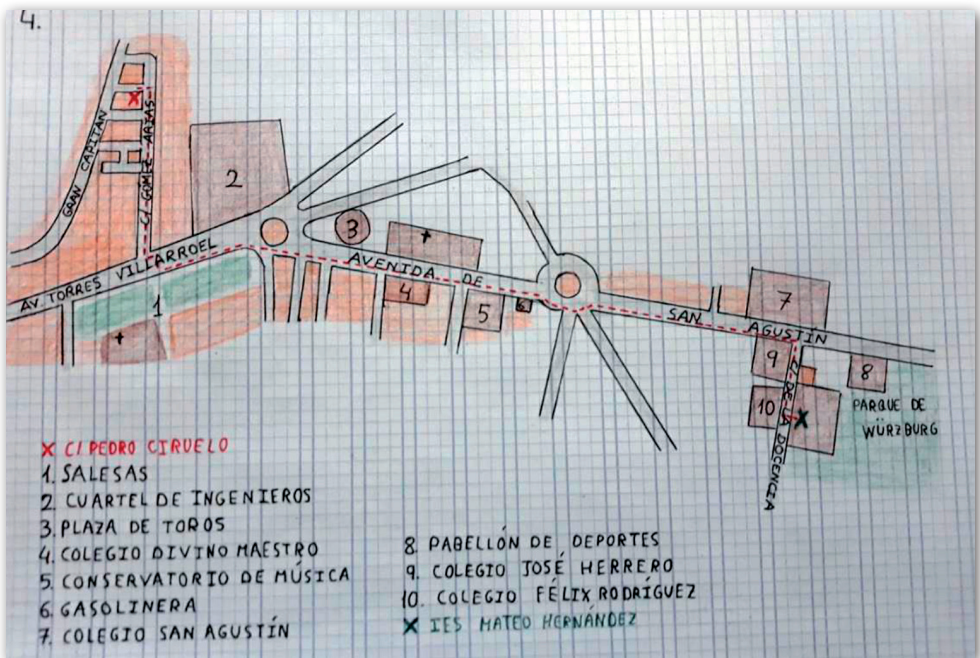 4.
GRAN CAPITÁN
C/ GÓMEZ ARIAS
X
2
3
AV. TORRES VILLARROEL
AVENIDA DE
SAN AGUSTÍN
1
4
5
6
7
9
8
10
X
C/ DE LA DOCENCIA
PARQUE DE
WÜRZBURG
X C/ PEDRO CIRUELO
1. SALESAS
2. CUARTEL DE INGENIEROS
3. PLAZA DE TOROS
4. COLEGIO DIVINO MAESTRO
5. CONSERVATORIO DE MÚSICA
6. GASOLINERA
7. COLEGIO SAN AGUSTÍN
8. PABELLÓN DE DEPORTES
9. COLEGIO JOSÉ HERRERO
10. COLEGIO FÉLIX RODRÍGUEZ
X IES MATEO HERNÁNDEZ